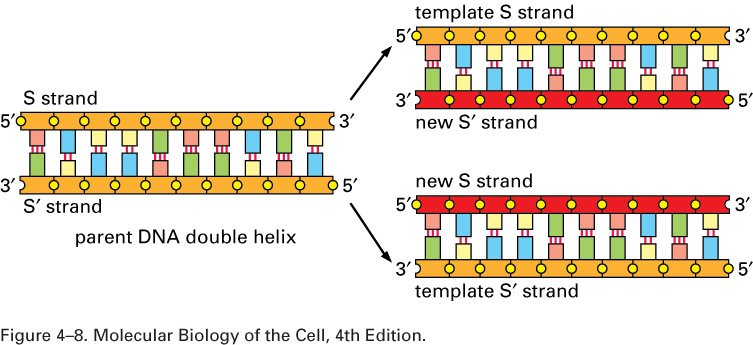 template S strand
5′ 3′
3′ 5′
new S′ strand
S strand
5′ 3′
3′ 5′
S′ strand
parent DNA double helix
new S strand
5′ 3′
3′ 5′
template S′ strand
Figure 4–8. Molecular Biology of the Cell, 4th Edition.